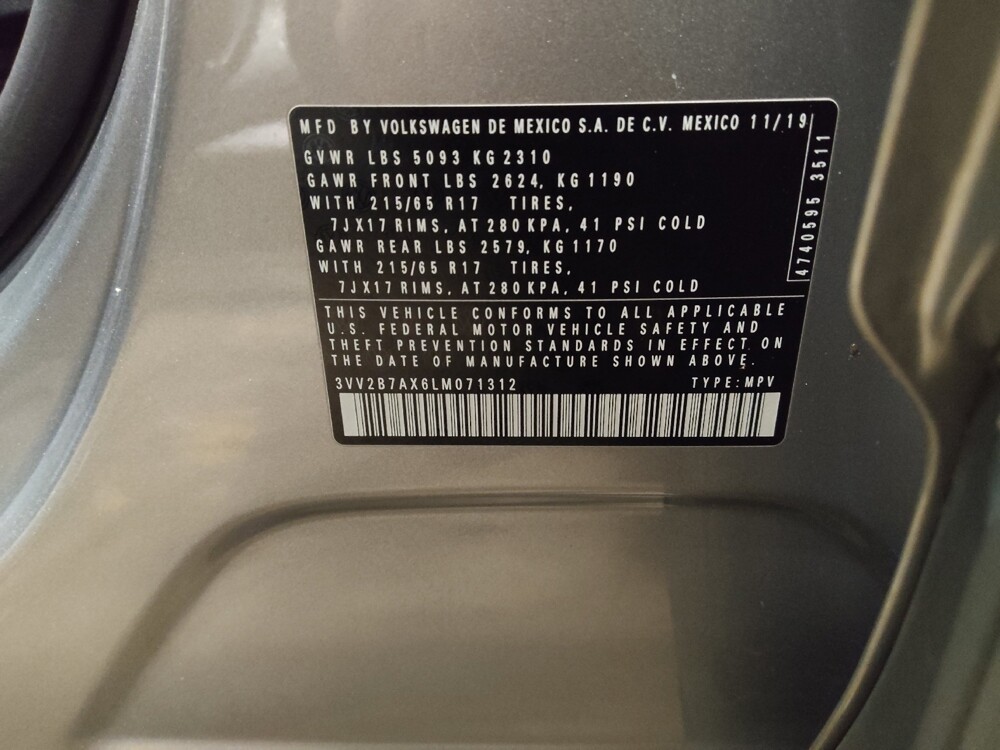 MFD BY VOLKSWAGEN DE MEXICO S.A. DE C.V. MEXICO 11/19
GVWR LBS 5093 KG 2310
GAWR FRONT LBS 2624, KG 1190
WITH 215/65 R17 TIRES,
7JX17 RIMS, AT 280 KPA, 41 PSI COLD
GAWR REAR LBS 2579, KG 1170
WITH 215/65 R17 TIRES,
7JX17 RIMS, AT 280 KPA, 41 PSI COLD
4740595 3511
THIS VEHICLE CONFORMS TO ALL APPLICABLE
U.S. FEDERAL MOTOR VEHICLE SAFETY AND
THEFT PREVENTION STANDARDS IN EFFECT ON
THE DATE OF MANUFACTURE SHOWN ABOVE.
3VV2B7AX6LM071312 TYPE: MPV